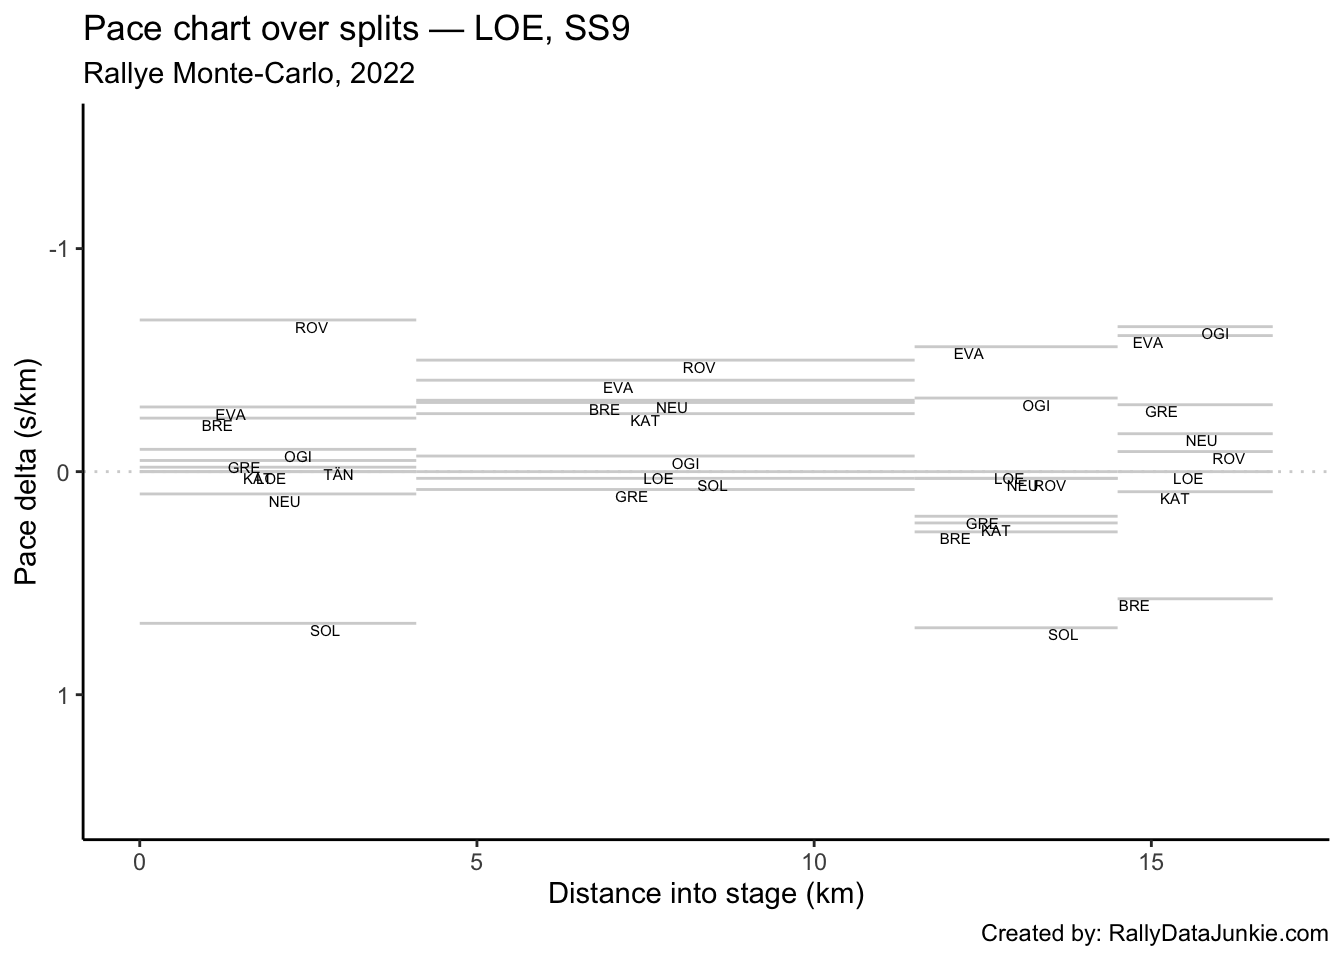 Pace chart over splits — LOE, SS9
Rallye Monte-Carlo, 2022
Pace delta (s/km)
-1
0
1
ROV
EVA
BRE
OGI
GRE
KAT
LOE
TÄN
NEU
SOL
ROV
EVA
BRE
NEU
KAT
OGI
LOE
SOL
GRE
EVA
OGI
LOE
NEU
ROV
GRE
KAT
BRE
SOL
OGI
EVA
GRE
NEU
ROV
LOE
KAT
BRE
0
5
10
15
Distance into stage (km)
Created by: RallyDataJunkie.com